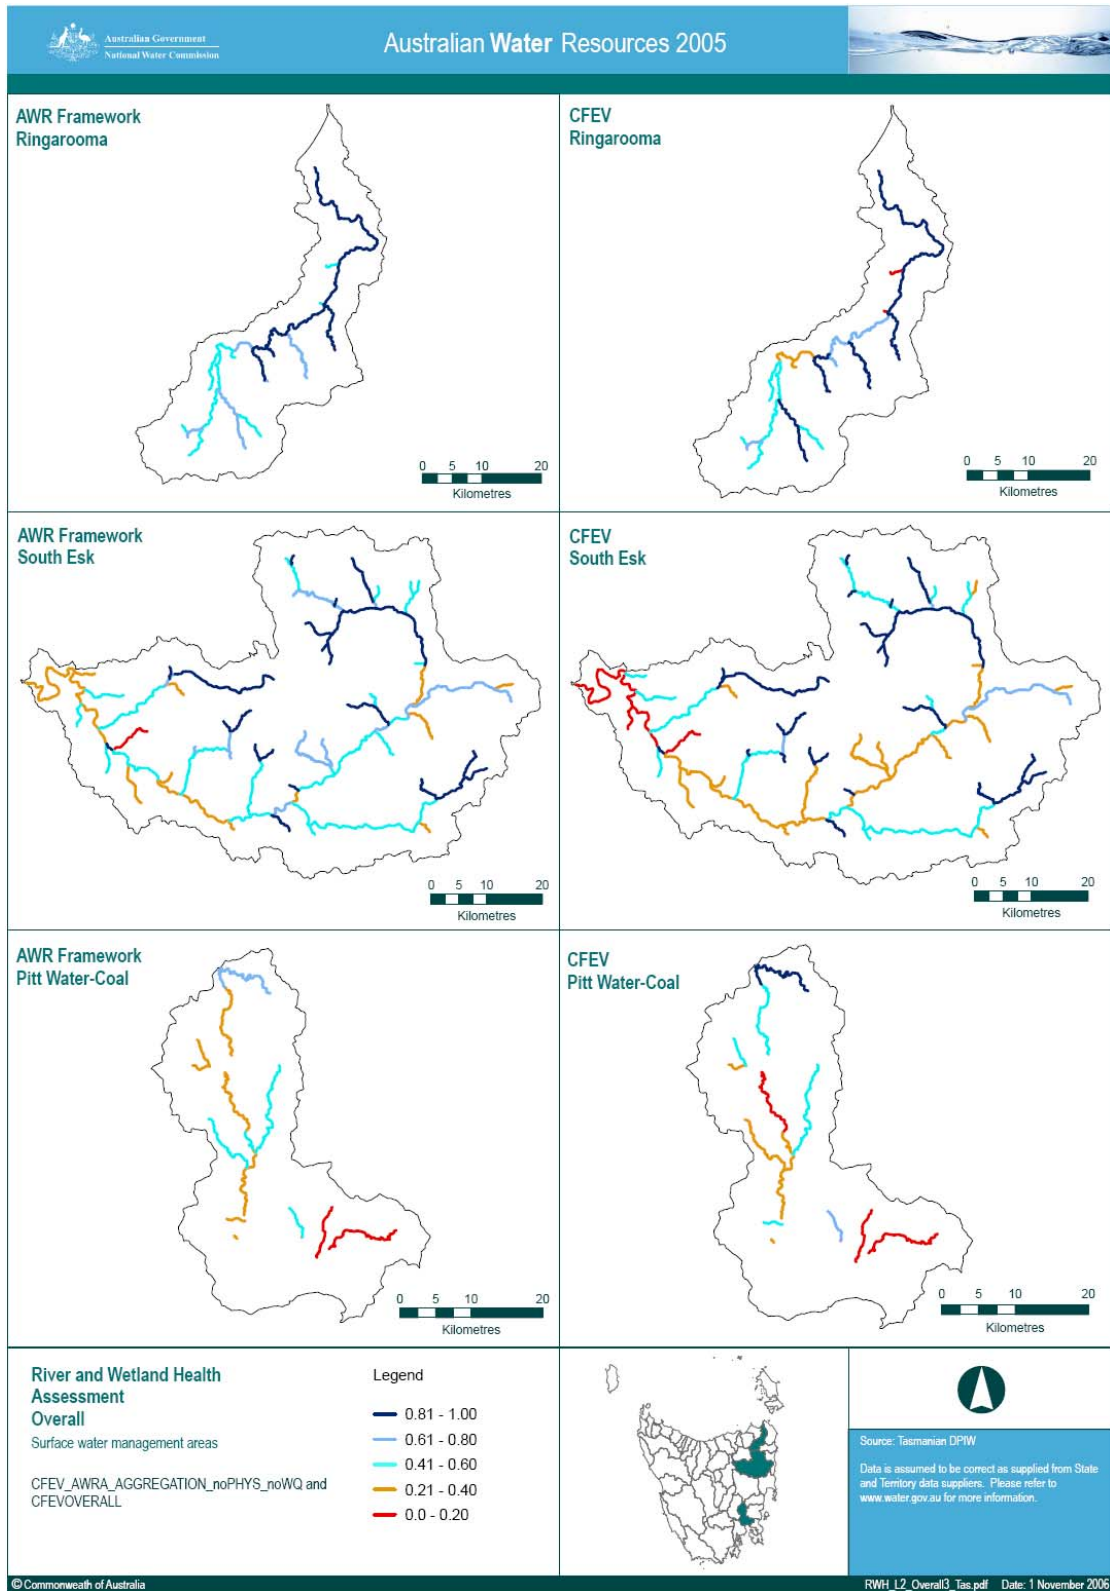 Australian Government
National Water Commission
Australian Water Resources 2005
AWR Framework
Ringarooma
0 5 10 20
Kilometres
CFEV
Ringarooma
0 5 10 20
Kilometres
AWR Framework
South Esk
0 5 10 20
Kilometres
CFEV
South Esk
0 5 10 20
Kilometres
AWR Framework
Pitt Water-Coal
0 5 10 20
Kilometres
CFEV
Pitt Water-Coal
0 5 10 20
Kilometres
River and Wetland Health
Assessment
Overall
Surface water management areas
CFEV_AWRA_AGGREGATION_noPHYS_noWQ and
CFEVOVERALL
Legend
0.81 - 1.00
0.61 - 0.80
0.41 - 0.60
0.21 - 0.40
0.0 - 0.20
Source: Tasmanian DPIW
Data is assumed to be correct as supplied from State
and Territory data suppliers. Please refer to
www.water.gov.au for more information.
© Commonweath of Australia
RWH_L2_Overall3_Tas.pdf Date: 1 November 2006